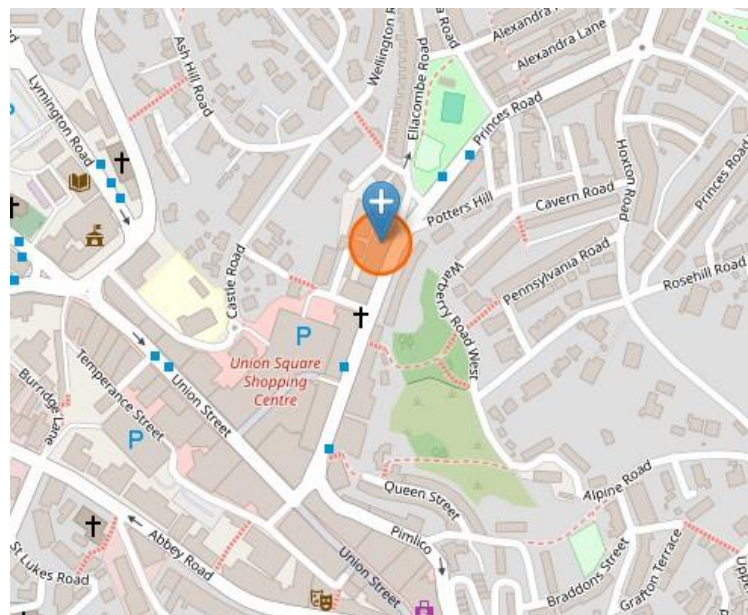 Ash Hill Road
Wellington R
a Road
Alexandra
Alexandra Lane
Lymington Road
Ellacombe Road
Princes Road
Hoxton Road
Princes Road
Potters Hill
Cavern Road
Castle Road
Warberry Road West
Pennsylvania Road
Rosehill Road
P
Union Square
Shopping
Centre
Temperance Street
Union Street
Burridge Lane
P
Queen Street
Alpine Road
Pimlico
Abbey Road
St Lukes Road
Union Street
Braddons Street
Grafton Terrace
Uppe